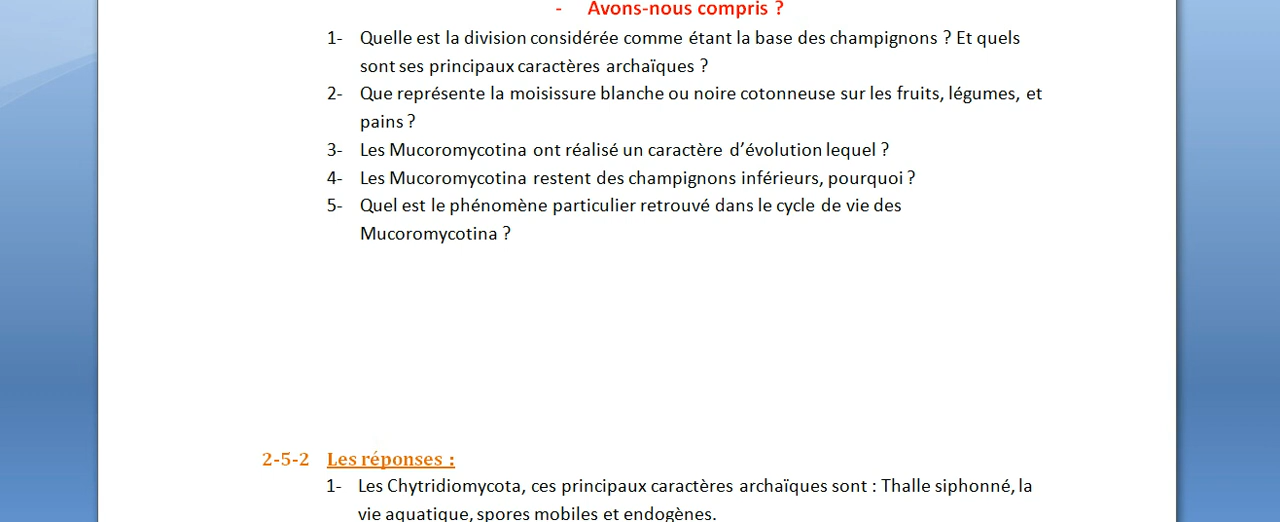 - Avons-nous compris ?
1- Quelle est la division considérée comme étant la base des champignons ? Et quels
sont ses principaux caractères archaïques ?
2- Que représente la moisissure blanche ou noire cotonneuse sur les fruits, légumes, et
pains ?
3- Les Mucoromycotina ont réalisé un caractère d’évolution lequel ?
4- Les Mucoromycotina restent des champignons inférieurs, pourquoi ?
5- Quel est le phénomène particulier retrouvé dans le cycle de vie des
Mucoromycotina ?
2-5-2 Les réponses :
1- Les Chytridiomycota, ces principaux caractères archaïques sont : Thalle siphonné, la
vie aquatique, spores mobiles et endogènes.